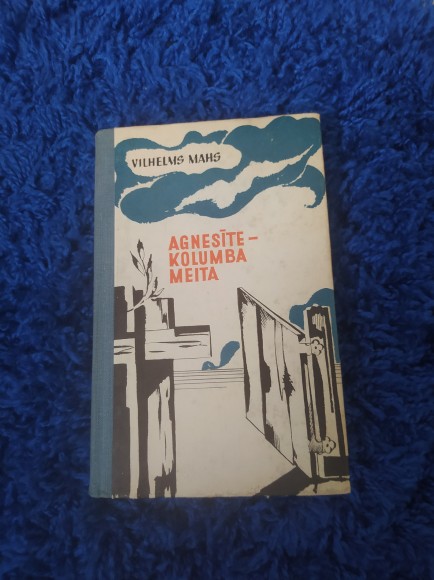 VILHELMS MAHS
AGNESĪTE –
KOLUMBA
MEITA